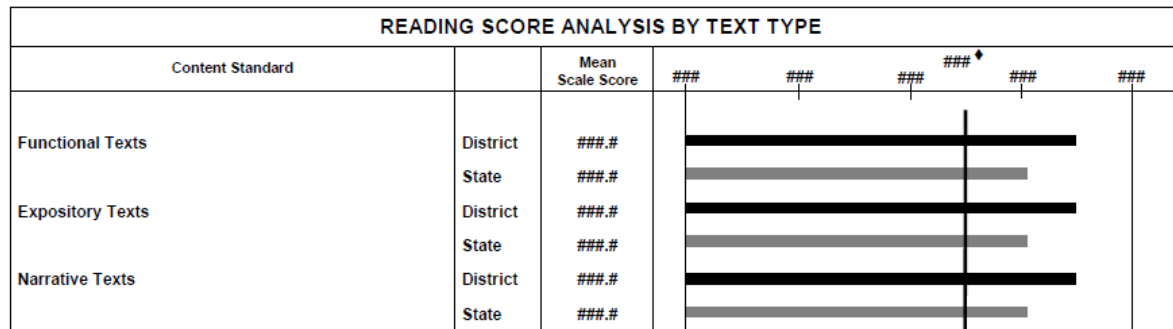 READING SCORE ANALYSIS BY TEXT TYPE
Content Standard
Mean
Scale Score
### ♦
### ### ### ### ###
Functional Texts District ###.#
State ###.#
Expository Texts District ###.#
State ###.#
Narrative Texts District ###.#
State ###.#